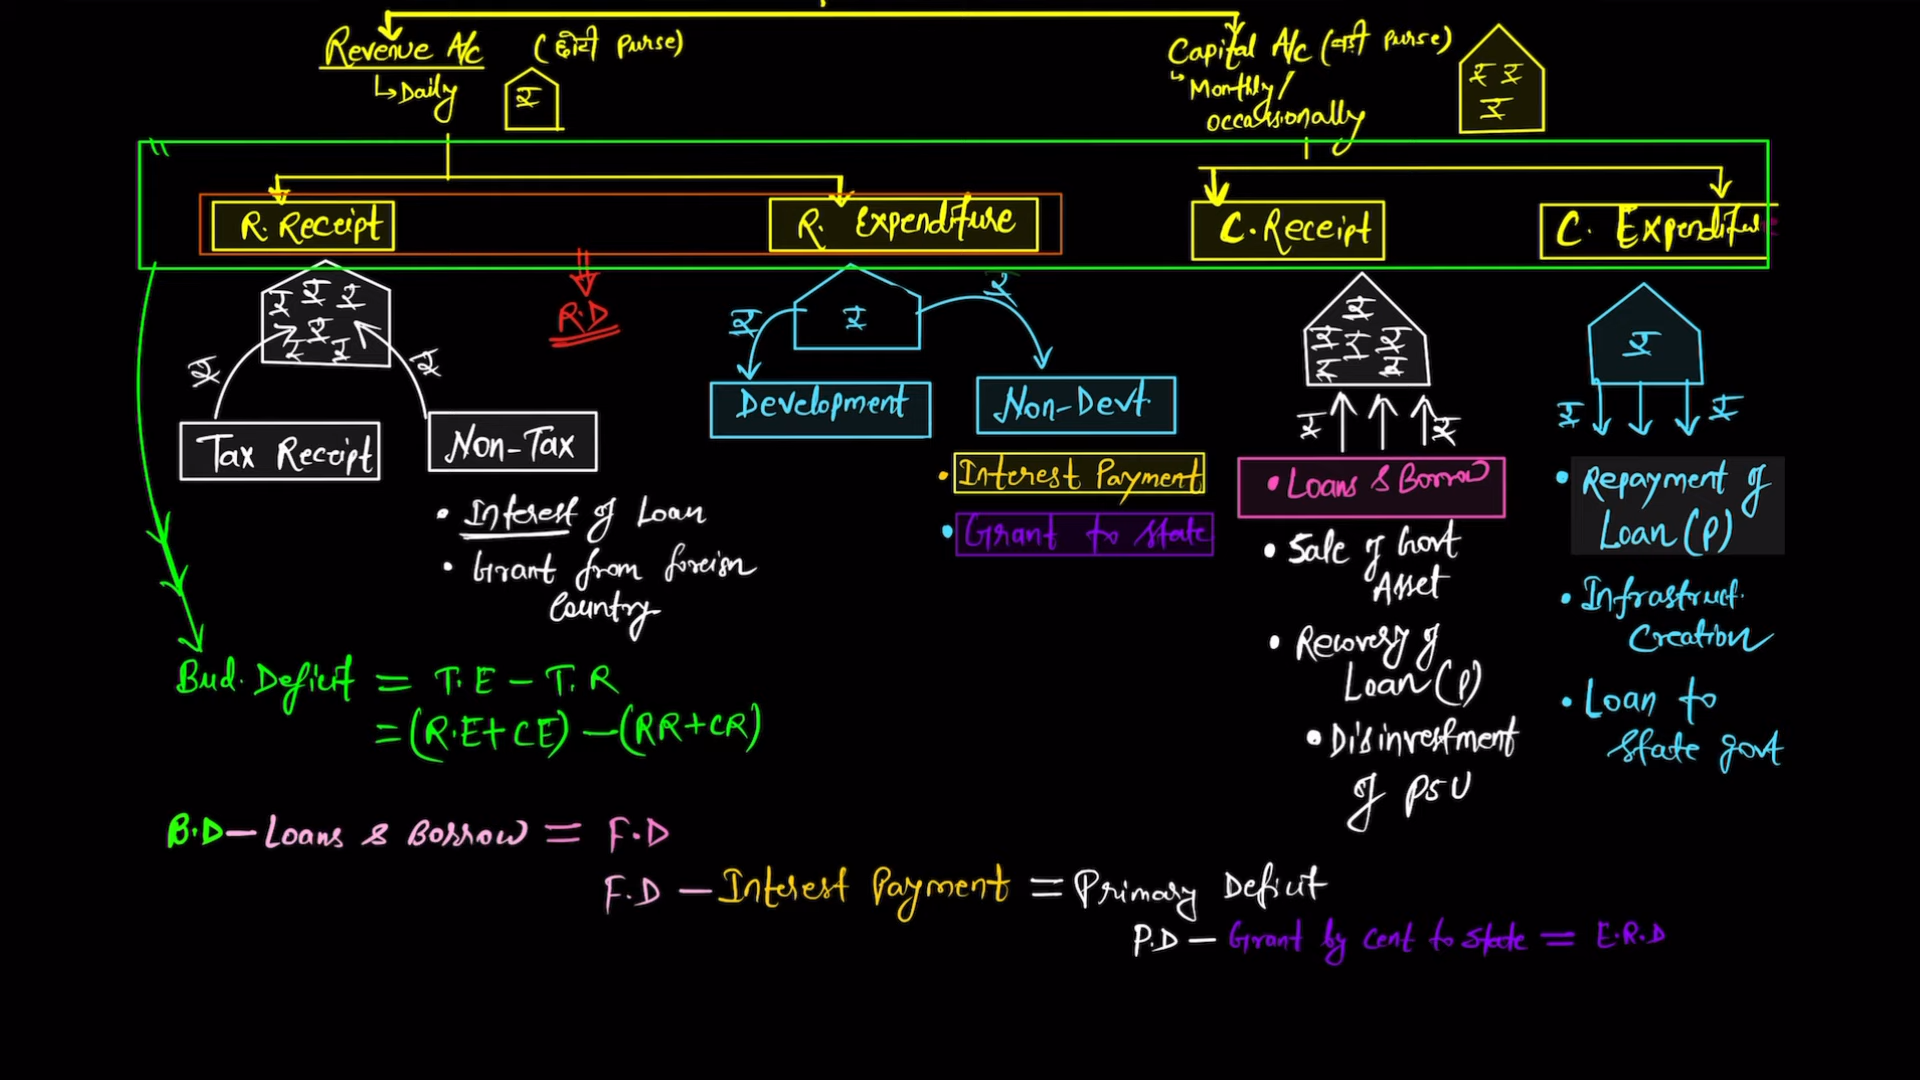 Revenue A/c (छोटी Purse)
↳ Daily
₹
Capital A/c (बड़ी Purse)
↳ Monthly/
occassionally
₹ ₹
₹
R. Receipt
R. Expenditure
C. Receipt
C. Expenditure
R.D
₹ ₹ ₹
₹
₹ ₹
₹ ₹
Tax Receipt
Non-Tax
• Interest of Loan
• Grant from foreign
Country
₹
₹ ₹
Development
Non-Devt
• Interest Payment
• Grant to State
₹
₹ ₹ ₹
₹ ₹
₹ ₹
• Loans & Borrow
• Sale of Govt
Asset
• Recovery of
Loan (P)
• Disinvestment
of PSU
₹
₹ ₹
• Repayment of
Loan (P)
• Infrastruct.
Creation
• Loan to
State govt
Bud. Deficit = T.E – T.R
= (R.E + CE) – (RR + CR)
B.D – Loans & Borrow = F.D
F.D – Interest Payment = Primary Deficit
P.D – Grant by Cent to State = E.R.D